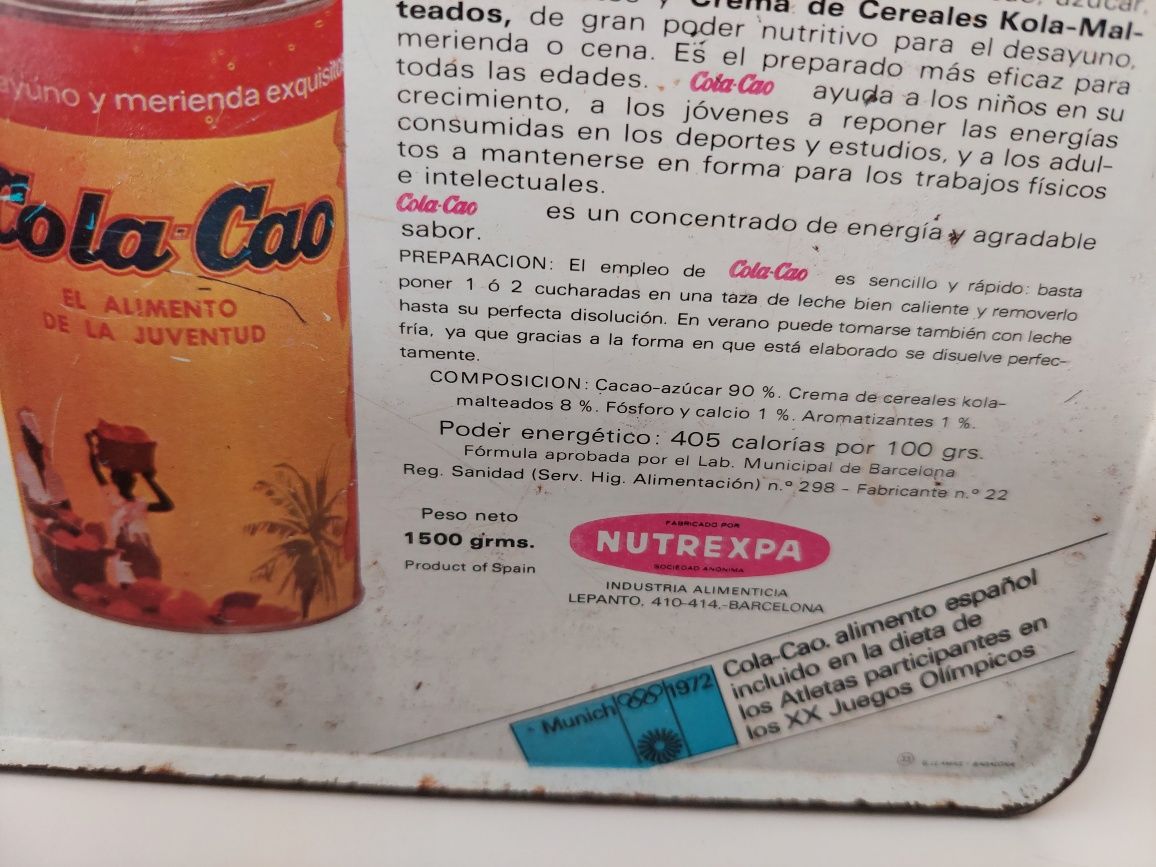 yuno y merienda exquisito
Cola-Cao
EL ALIMENTO
DE LA JUVENTUD
y Crema de Cereales Kola-Mal-
teados, de gran poder nutritivo para el desayuno,
merienda o cena. Es el preparado más eficaz para
todas las edades. Cola-Cao ayuda a los niños en su
crecimiento, a los jóvenes a reponer las energías
consumidas en los deportes y estudios, y a los adul-
tos a mantenerse en forma para los trabajos físicos
e intelectuales.
Cola-Cao es un concentrado de energía y agradable
sabor.
PREPARACION: El empleo de Cola-Cao es sencillo y rápido: basta
poner 1 ó 2 cucharadas en una taza de leche bien caliente y removerlo
hasta su perfecta disolución. En verano puede tomarse también con leche
fría, ya que gracias a la forma en que está elaborado se disuelve perfec-
tamente.
COMPOSICION: Cacao-azúcar 90 %. Crema de cereales kola-
malteados 8 %. Fósforo y calcio 1 %. Aromatizantes 1 %.
Poder energético: 405 calorías por 100 grs.
Fórmula aprobada por el Lab. Municipal de Barcelona
Reg. Sanidad (Serv. Hig. Alimentación) n.º 298 - Fabricante n.º 22
Peso neto
1500 grms.
Product of Spain
FABRICADO POR
NUTREXPA
SOCIEDAD ANONIMA
INDUSTRIA ALIMENTICIA
LEPANTO, 410-414.-BARCELONA
Munich 1972
Cola-Cao, alimento español
incluido en la dieta de
los Atletas participantes en
los XX Juegos Olímpicos